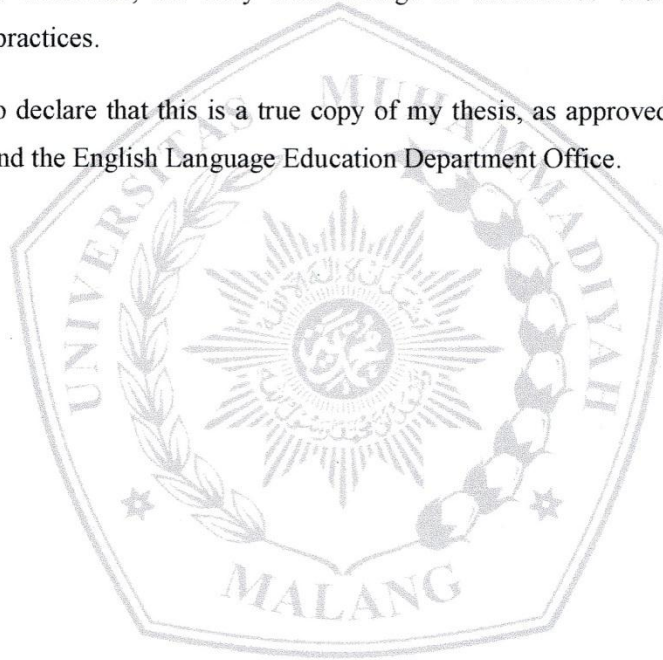 practices.
o declare that this is a true copy of my thesis, as approved
nd the English Language Education Department Office.
UNIVERSITAS MUHAMMADIYAH
MALANG